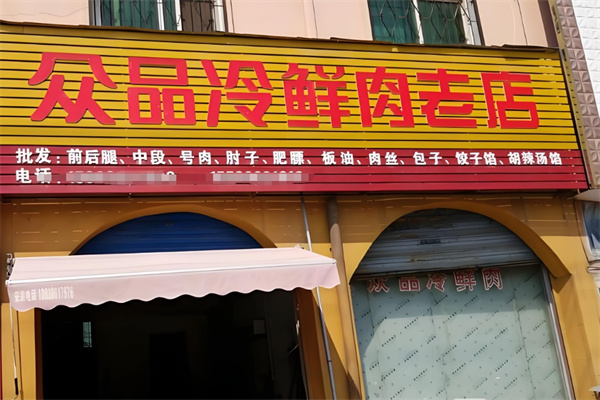 众品冷鲜肉老店
批发：前后腿、中段、号肉、肘子、肥膘、板油、肉丝、包子、饺子馅、胡辣汤馅
电话：
众品冷鲜肉